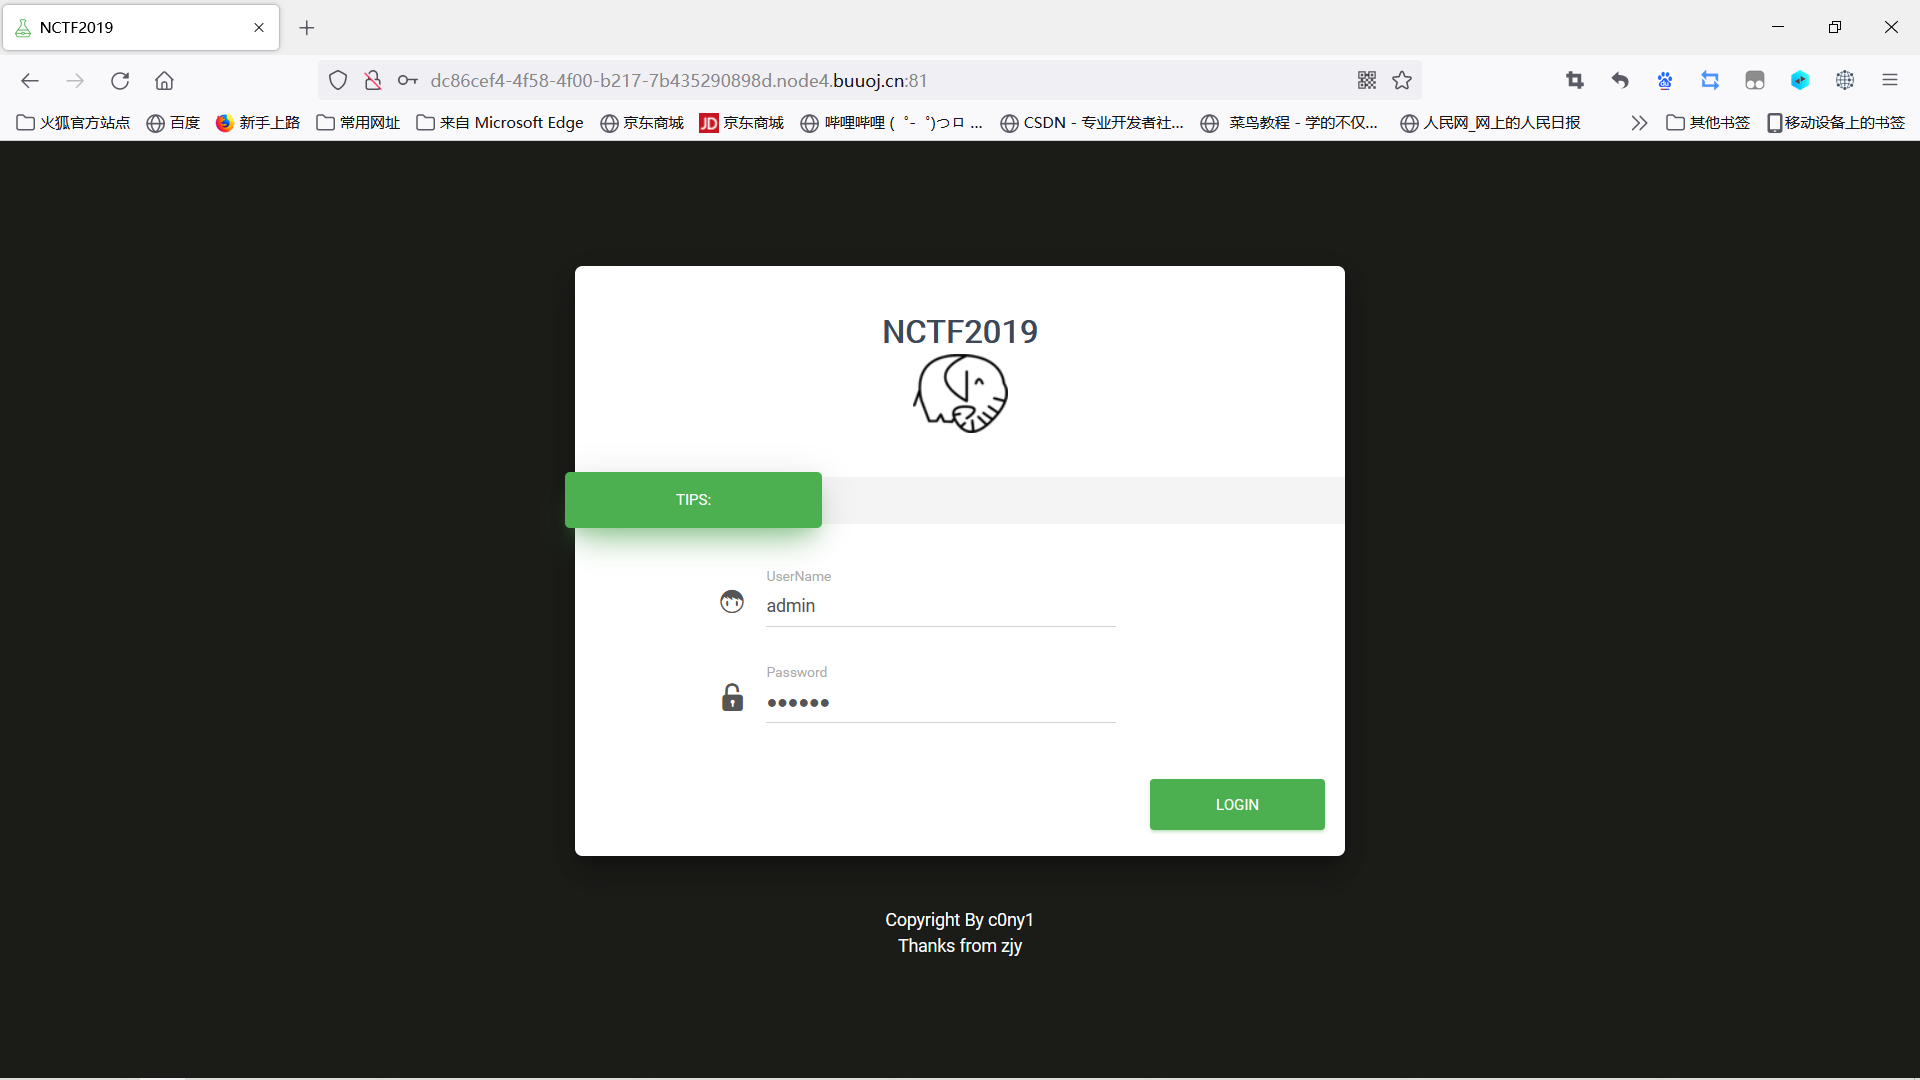 NCTF2019
dc86cef4-4f58-4f00-b217-7b435290898d.node4.buuoj.cn:81
火狐官方站点 百度 新手上路 常用网址 来自 Microsoft Edge 京东商城 JD 京东商城 哔哩哔哩 ( ゜- ゜)つロ ... CSDN - 专业开发者社... 菜鸟教程 - 学的不仅... 人民网_网上的人民日报 其他书签 移动设备上的书签
NCTF2019
TIPS:
UserName
admin
Password
LOGIN
Copyright By c0ny1
Thanks from zjy